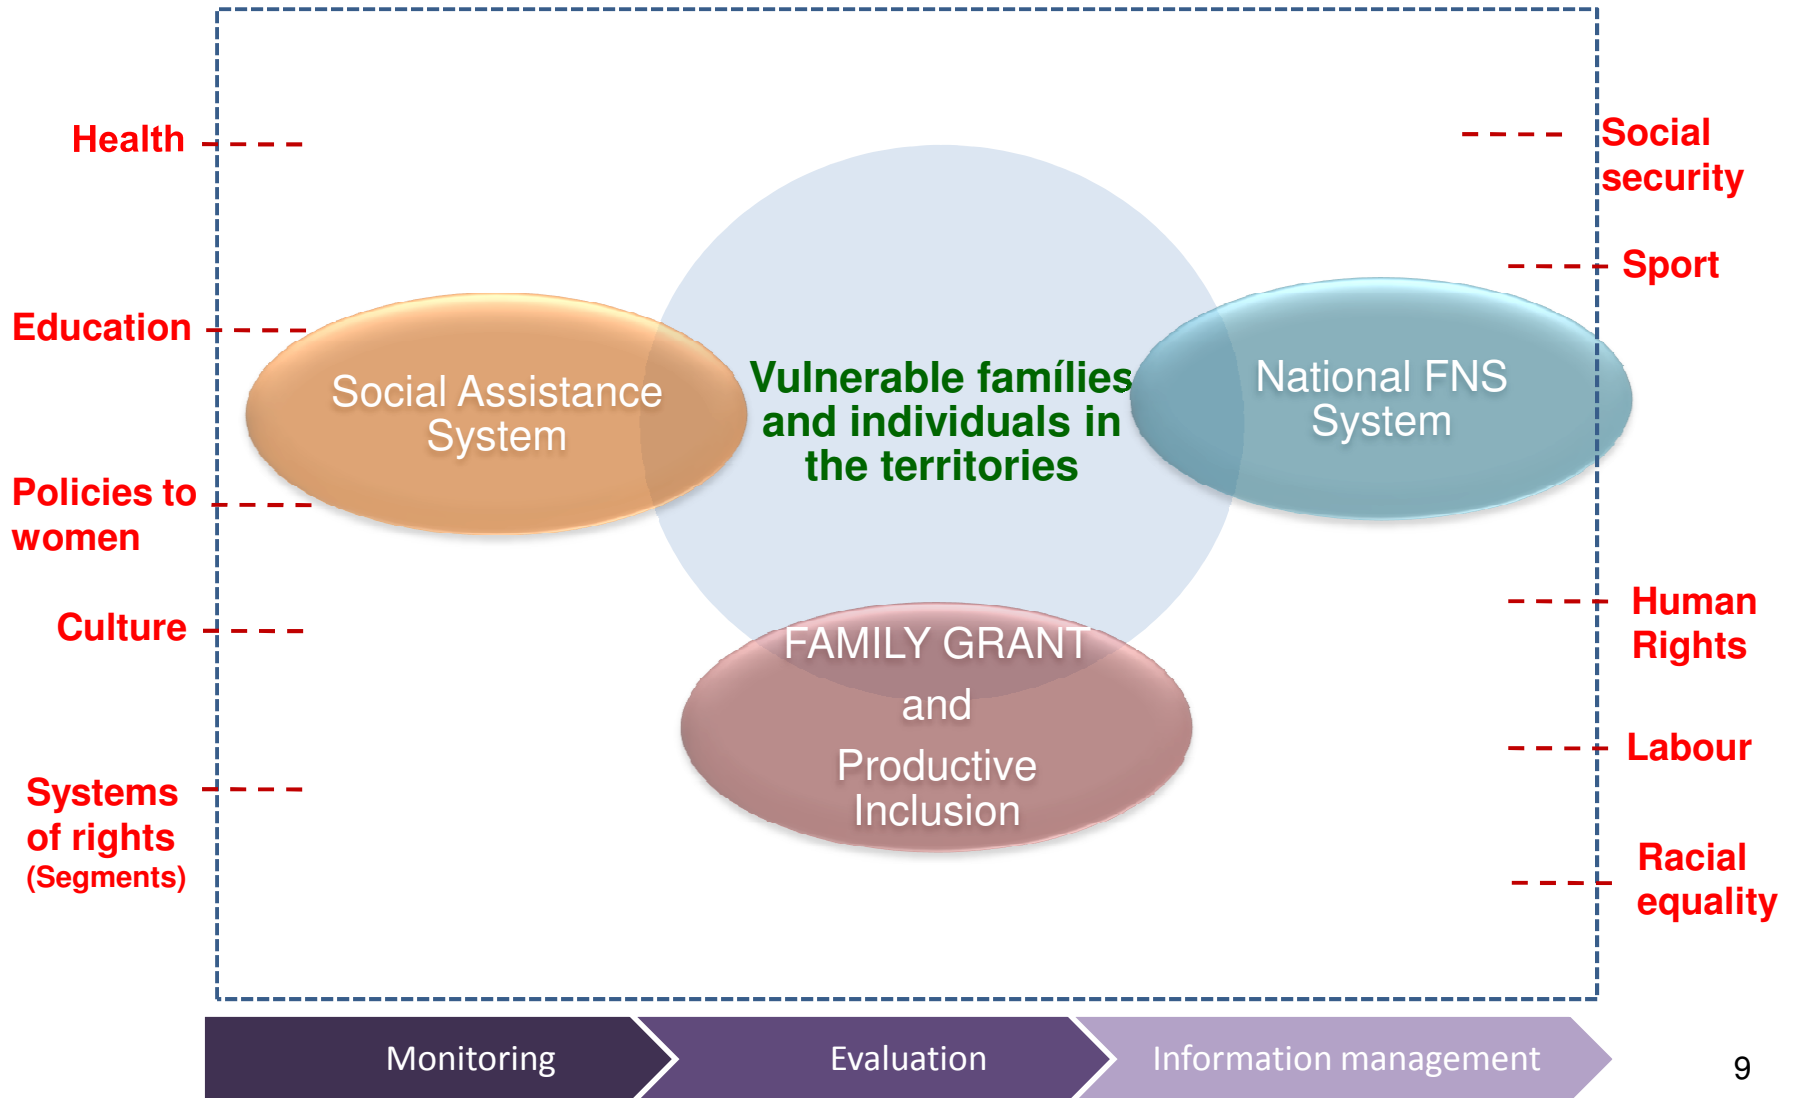 Health
Education
Policies to
women
Culture
Systems
of rights
(Segments)
Social Assistance
System
Vulnerable famílies
and individuals in
the territories
National FNS
System
FAMILY GRANT
and
Productive
Inclusion
Social
security
Sport
Human
Rights
Labour
Racial
equality
Monitoring
Evaluation
Information management
9